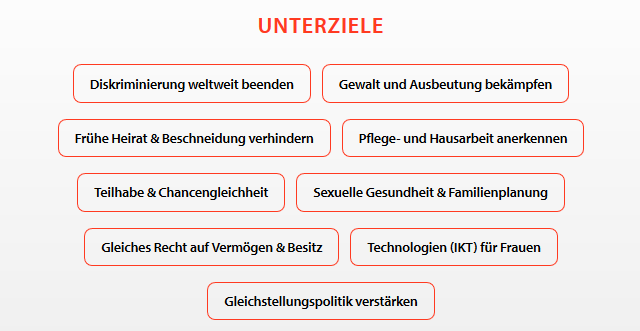 UNTERZIELE
Diskriminierung weltweit beenden
Gewalt und Ausbeutung bekämpfen
Frühe Heirat & Beschneidung verhindern
Pflege- und Hausarbeit anerkennen
Teilhabe & Chancengleichheit
Sexuelle Gesundheit & Familienplanung
Gleiches Recht auf Vermögen & Besitz
Technologien (IKT) für Frauen
Gleichstellungspolitik verstärken